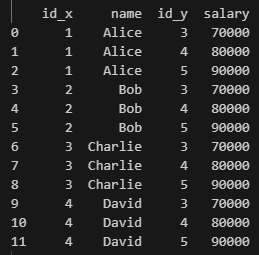 id_x name id_y salary
0 1 Alice 3 70000
1 1 Alice 4 80000
2 1 Alice 5 90000
3 2 Bob 3 70000
4 2 Bob 4 80000
5 2 Bob 5 90000
6 3 Charlie 3 70000
7 3 Charlie 4 80000
8 3 Charlie 5 90000
9 4 David 3 70000
10 4 David 4 80000
11 4 David 5 90000